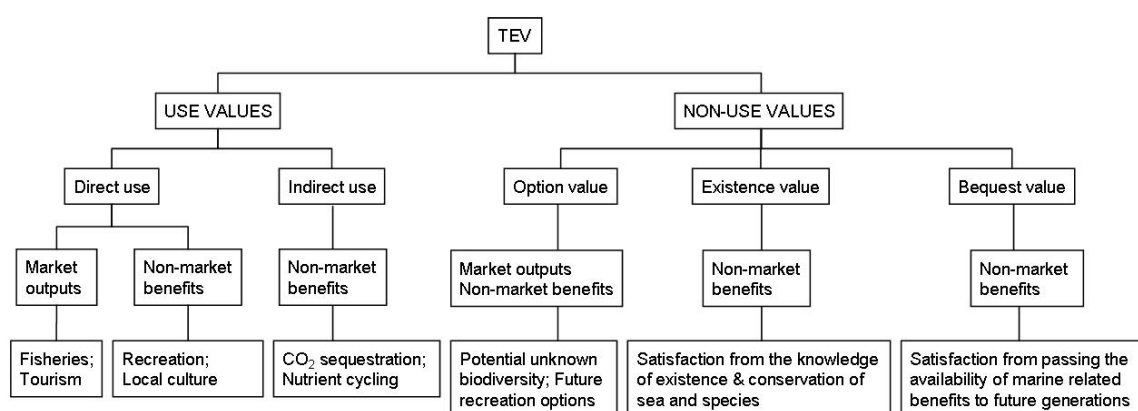 TEV
USE VALUES
NON-USE VALUES
Direct use
Indirect use
Option value
Existence value
Bequest value
Market
outputs
Non-market
benefits
Non-market
benefits
Market outputs
Non-market benefits
Non-market
benefits
Non-market
benefits
Fisheries;
Tourism
Recreation;
Local culture
CO₂ sequestration;
Nutrient cycling
Potential unknown
biodiversity; Future
recreation options
Satisfaction from the knowledge
of existence & conservation of
sea and species
Satisfaction from passing the
availability of marine related
benefits to future generations